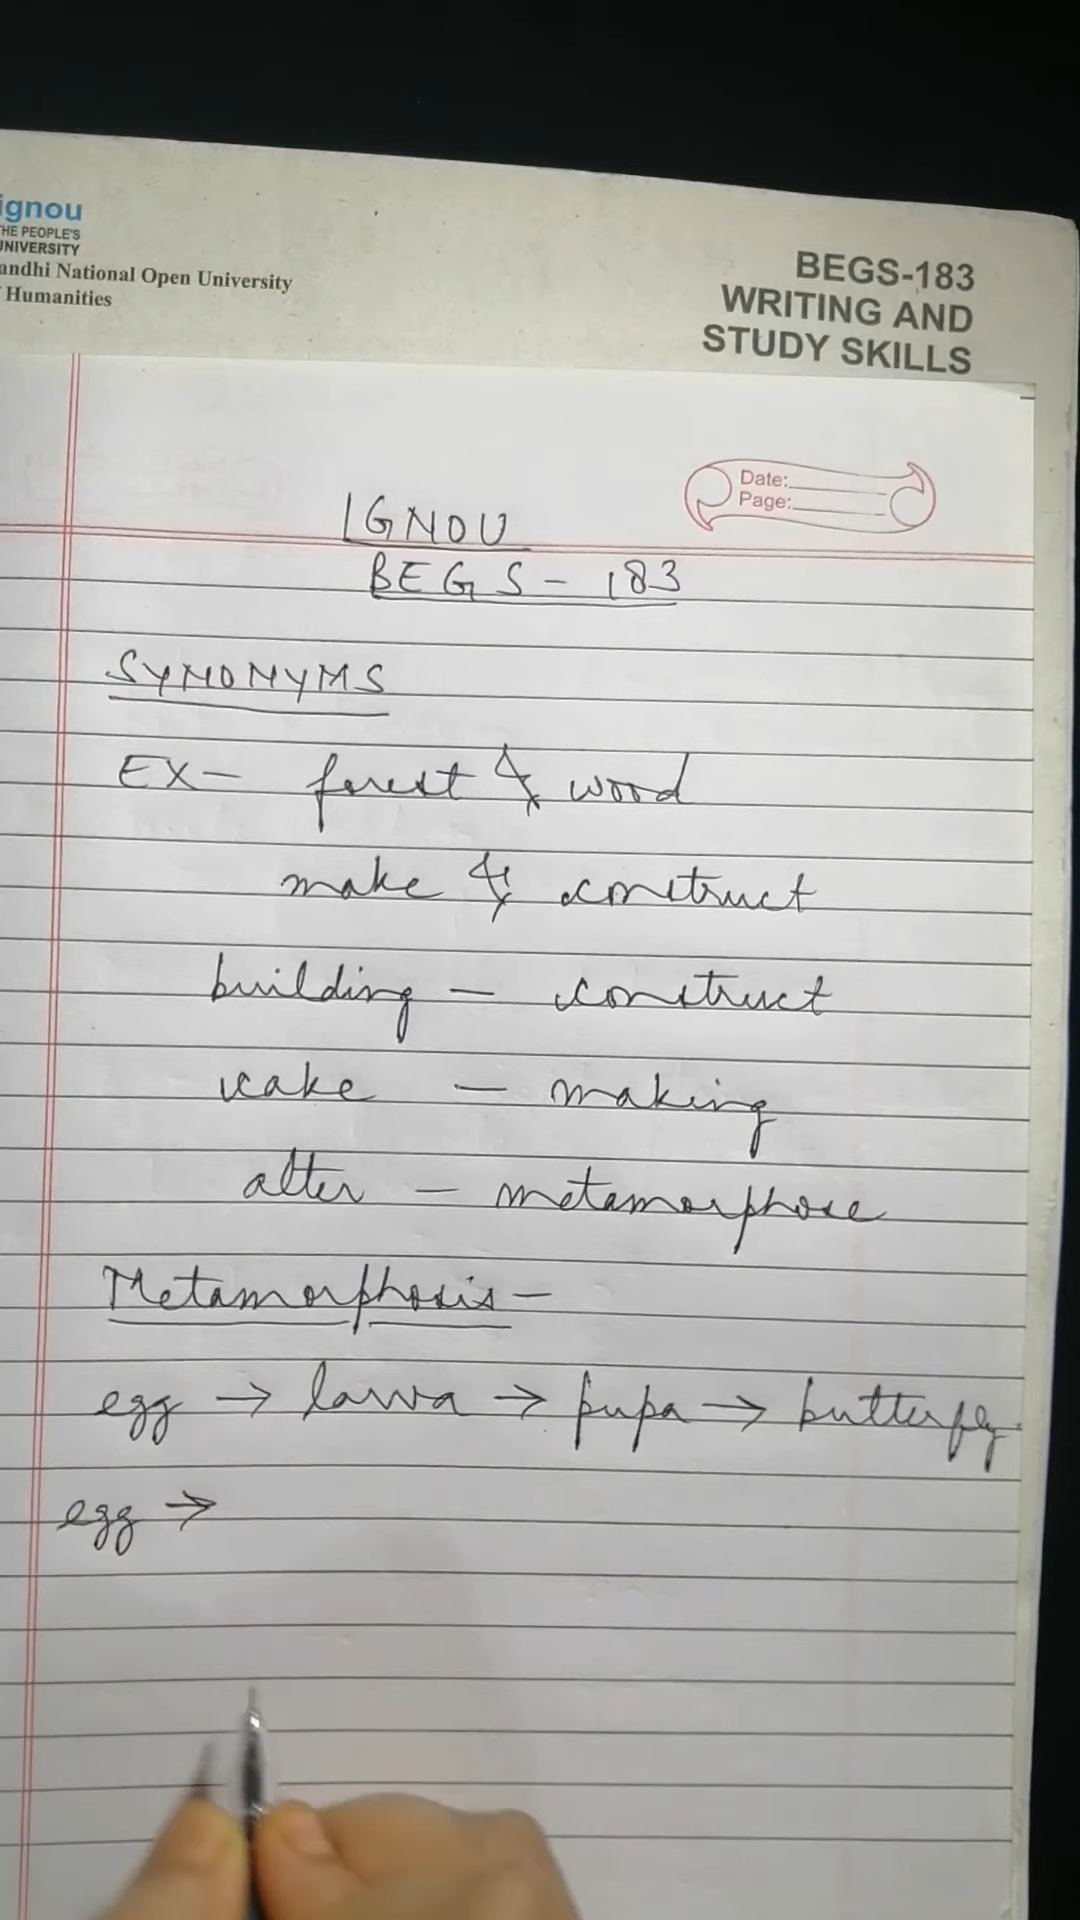 ignou
HE PEOPLE'S
UNIVERSITY
andhi National Open University
Humanities
BEGS-183
WRITING AND
STUDY SKILLS
Date:
Page:
IGNOU
BEGS - 183
SYNONYMS
EX- forest & wood
make & construct
building - construct
cake - making
alter - metamorphose
Metamorphosis -
egg → larva → pupa → butterfly
egg →